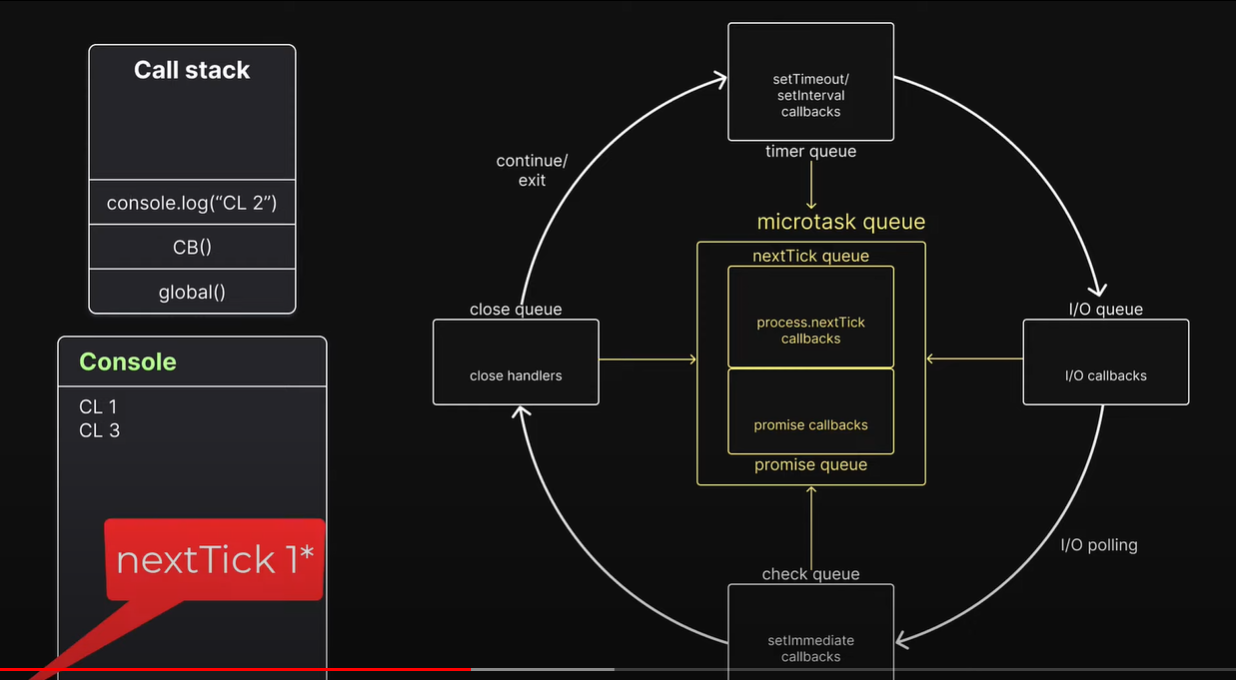 Call stack
console.log(“CL 2”)
CB()
global()
Console
CL 1
CL 3
nextTick 1*
setTimeout/
setInterval
callbacks
timer queue
continue/
exit
microtask queue
nextTick queue
process.nextTick
callbacks
promise callbacks
promise queue
close queue
close handlers
I/O queue
I/O callbacks
I/O polling
check queue
setImmediate
callbacks